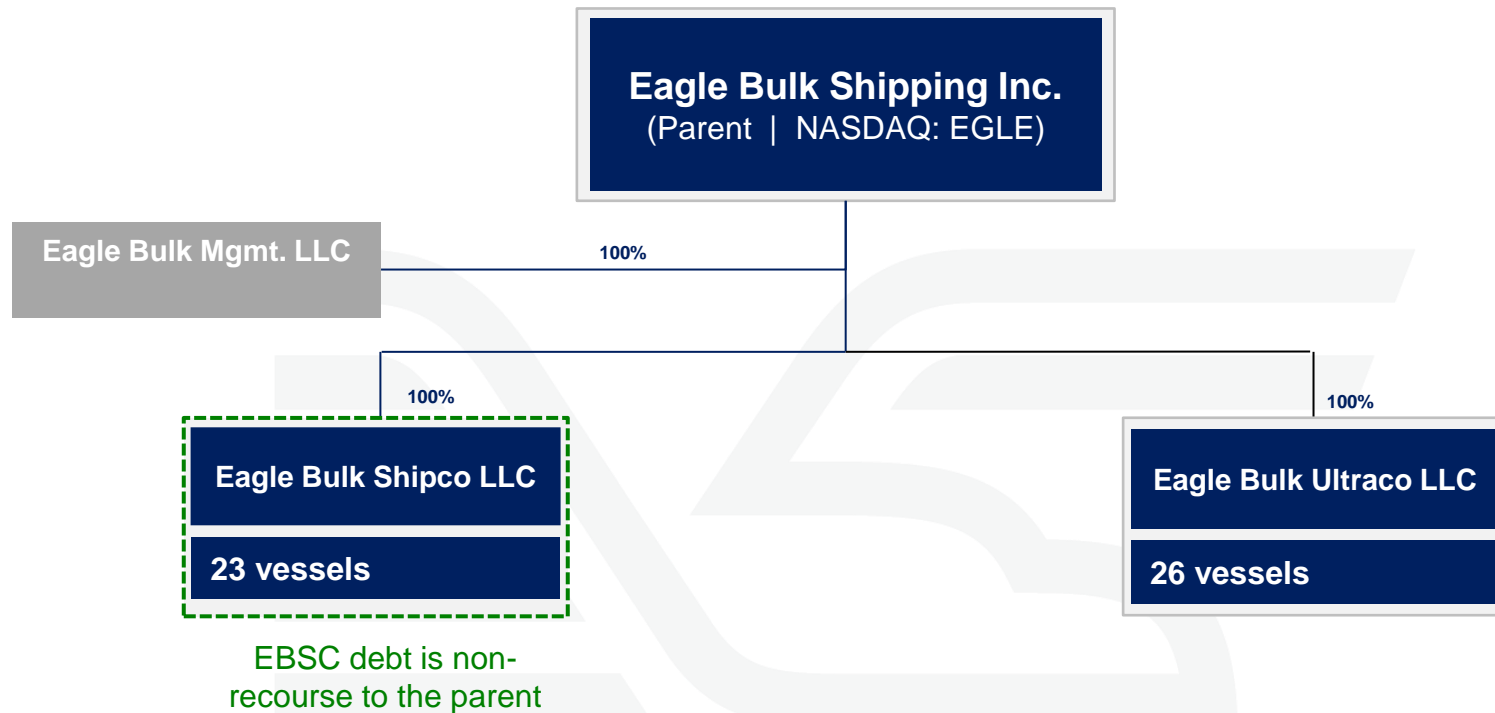 Eagle Bulk Shipping Inc.
(Parent | NASDAQ: EGLE)
Eagle Bulk Mgmt. LLC
100%
100%
100%
Eagle Bulk Shipco LLC
23 vessels
Eagle Bulk Ultraco LLC
26 vessels
EBSC debt is non-
recourse to the parent